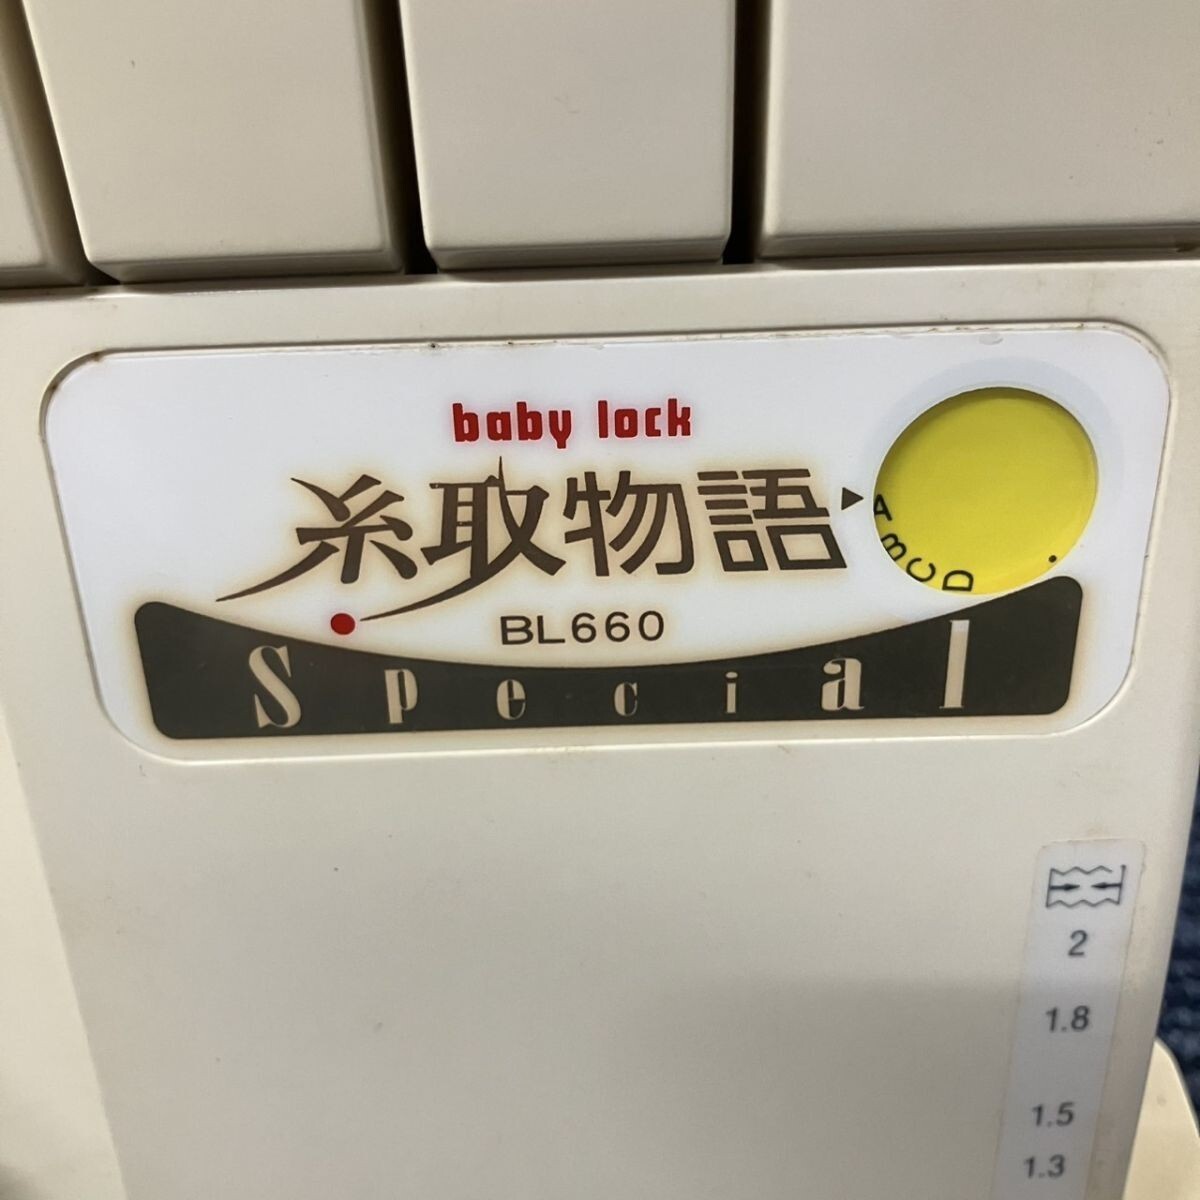 baby lock
糸取物語
BL660
Special
A B C D
2
1.8
1.5
1.3